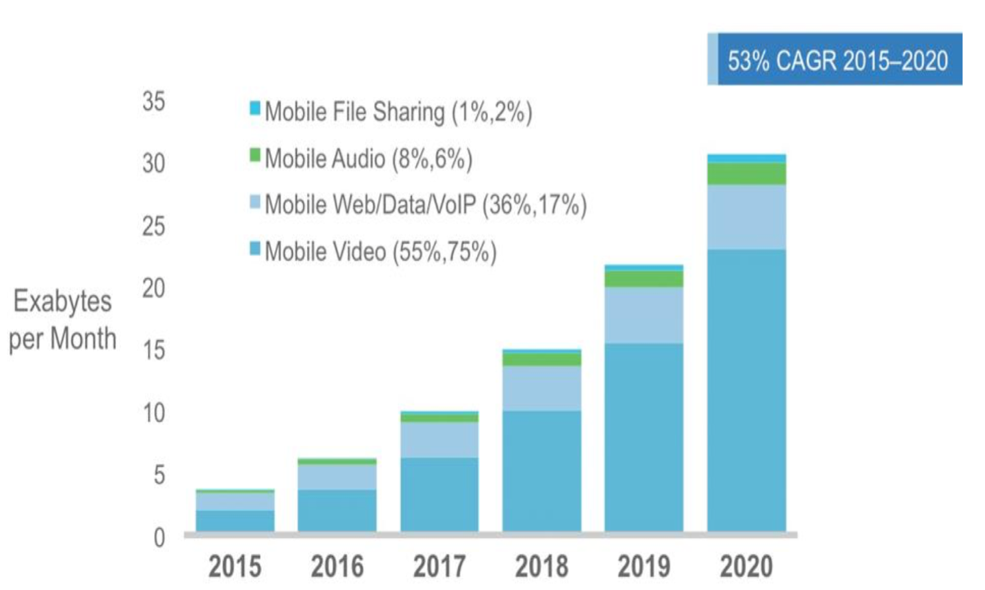 53% CAGR 2015–2020
35
30
25
20
15
10
5
0
Exabytes
per Month
Mobile File Sharing (1%,2%)
Mobile Audio (8%,6%)
Mobile Web/Data/VoIP (36%,17%)
Mobile Video (55%,75%)
2015 2016 2017 2018 2019 2020